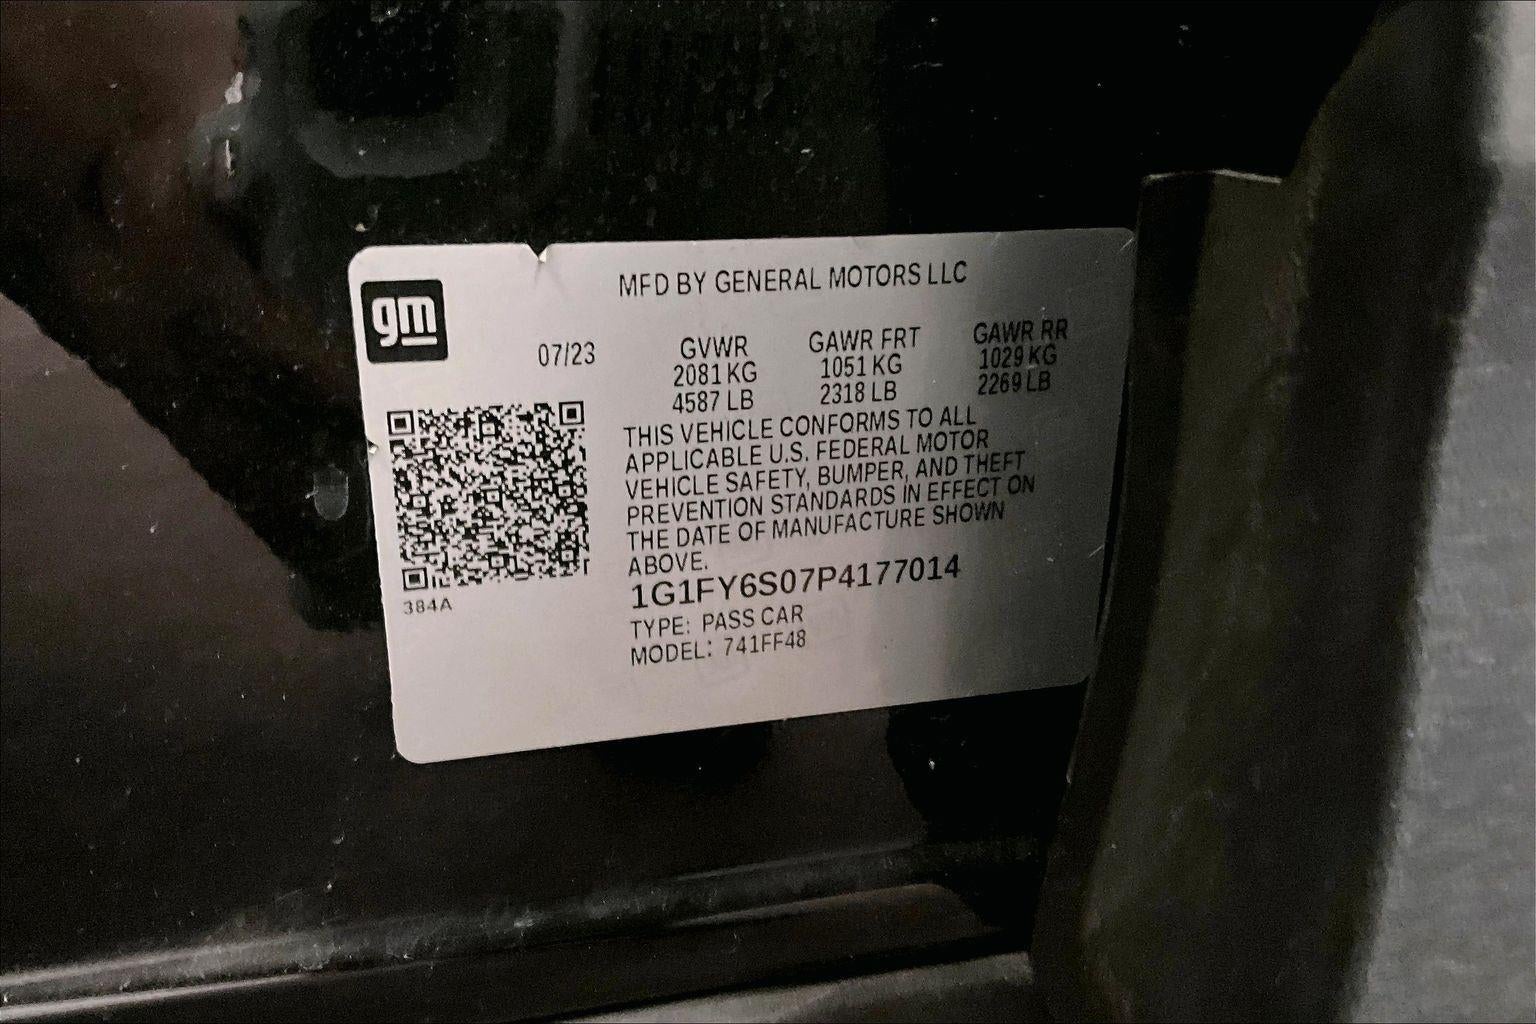 gm
MFD BY GENERAL MOTORS LLC
07/23 GVWR GAWR FRT GAWR RR
2081 KG 1051 KG 1029 KG
4587 LB 2318 LB 2269 LB
THIS VEHICLE CONFORMS TO ALL
APPLICABLE U.S. FEDERAL MOTOR
VEHICLE SAFETY, BUMPER, AND THEFT
PREVENTION STANDARDS IN EFFECT ON
THE DATE OF MANUFACTURE SHOWN
ABOVE.
1G1FY6S07P4177014
384A
TYPE: PASS CAR
MODEL: 741FF48